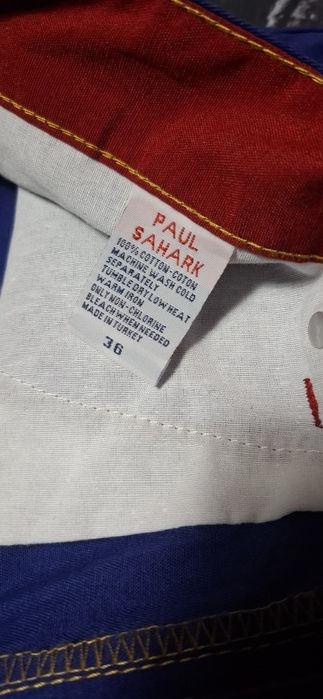 PAUL
SAHARK
100% COTTON-COTON
MACHINE WASH COLD
SEPARATELY
TUMBLE DRY LOW HEAT
WARM IRON
ONLY NON-CHLORINE
BLEACH WHEN NEEDED
MADE IN TURKEY
36